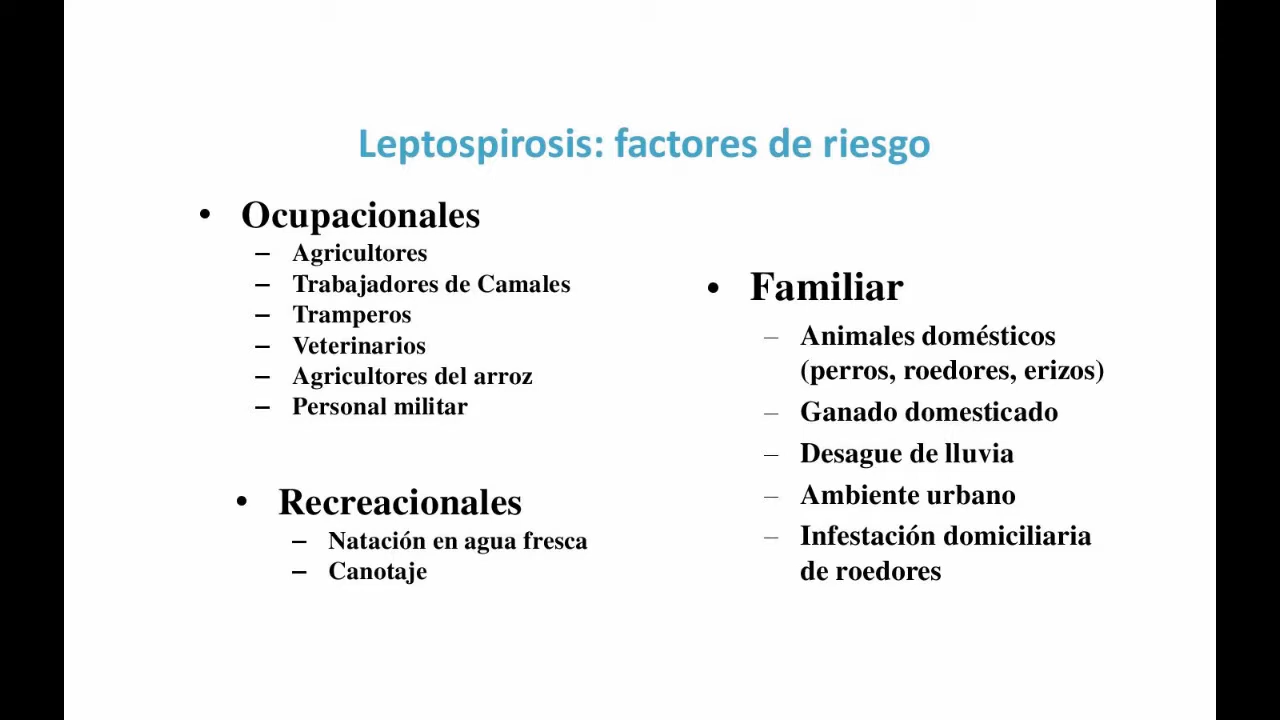 Leptospirosis: factores de riesgo
• Ocupacionales
– Agricultores
– Trabajadores de Camales
– Tramperos
– Veterinarios
– Agricultores del arroz
– Personal militar
• Recreacionales
– Natación en agua fresca
– Canotaje
• Familiar
– Animales domésticos
(perros, roedores, erizos)
– Ganado domesticado
– Desague de lluvia
– Ambiente urbano
– Infestación domiciliaria
de roedores